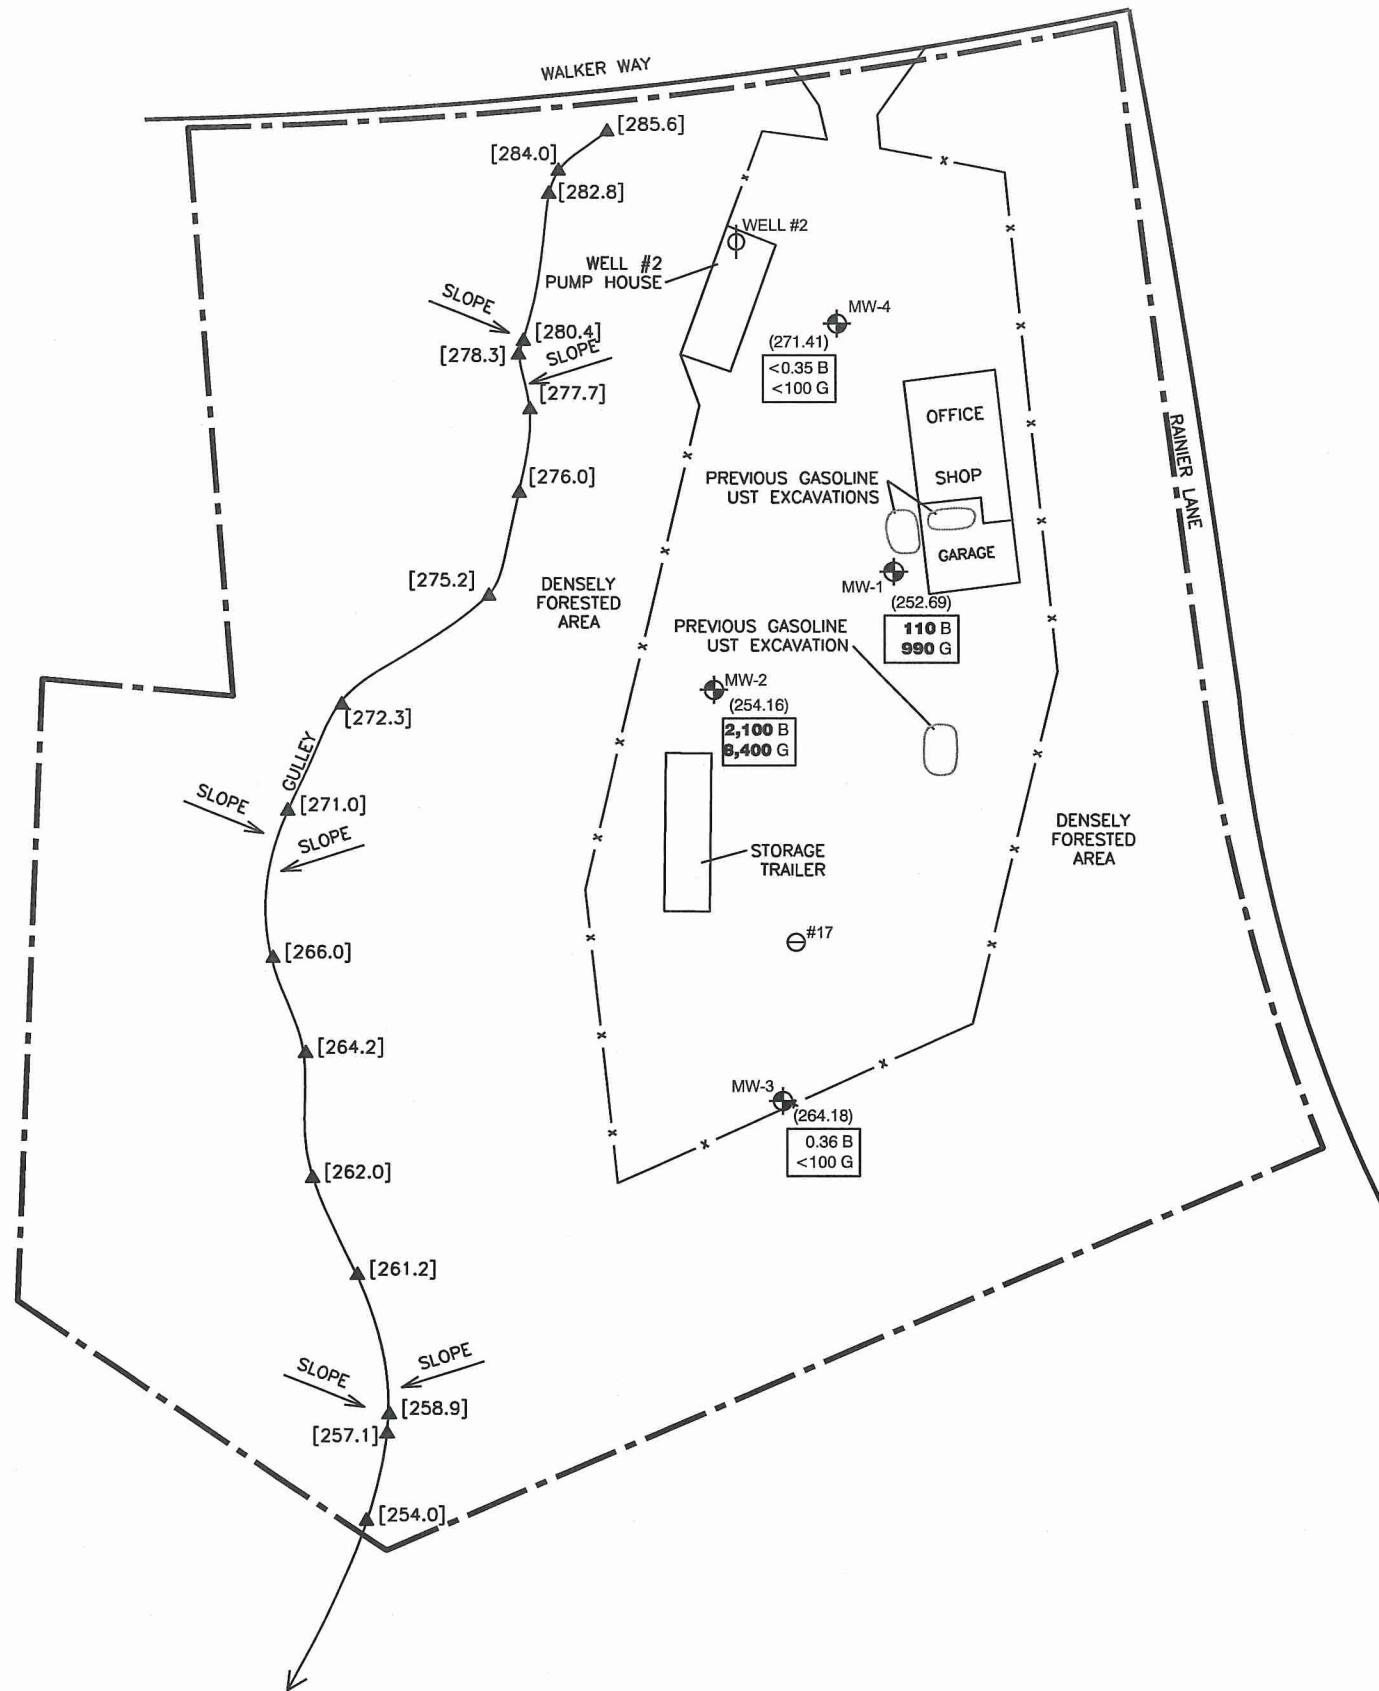 WALKER WAY
[285.6]
[284.0]
[282.8]
WELL #2
WELL #2
PUMP HOUSE
SLOPE
MW-4
[280.4]
(271.41)
[278.3]
SLOPE
<0.35 B
<100 G
[277.7]
OFFICE
RAINIER LANE
[276.0]
PREVIOUS GASOLINE
UST EXCAVATIONS
SHOP
GARAGE
[275.2]
DENSELY
FORESTED
AREA
MW-1
(252.69)
110 B
990 G
PREVIOUS GASOLINE
UST EXCAVATION
MW-2
(254.16)
2,100 B
8,400 G
[272.3]
GULLEY
SLOPE
[271.0]
SLOPE
STORAGE
TRAILER
DENSELY
FORESTED
AREA
#17
[266.0]
[264.2]
MW-3
(264.18)
0.36 B
<100 G
[262.0]
[261.2]
SLOPE
SLOPE
[258.9]
[257.1]
[254.0]